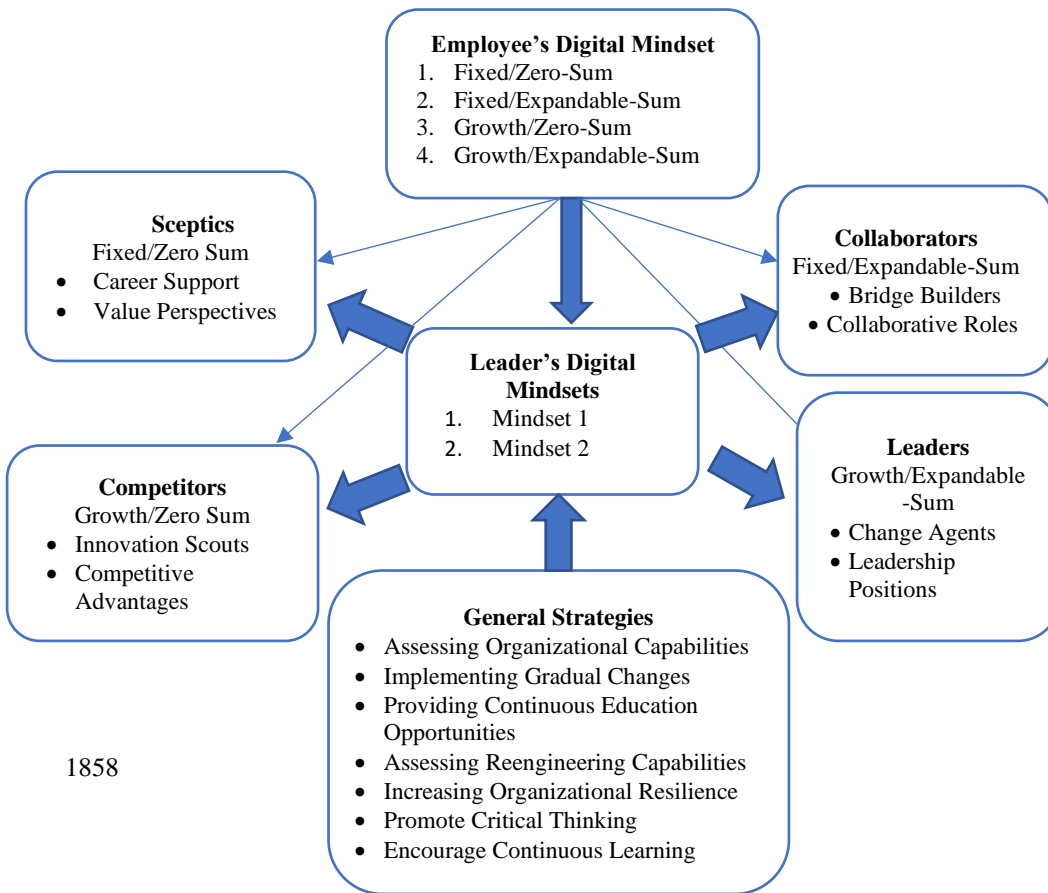 Employee’s Digital Mindset
1. Fixed/Zero-Sum
2. Fixed/Expandable-Sum
3. Growth/Zero-Sum
4. Growth/Expandable-Sum
Sceptics
Fixed/Zero Sum
• Career Support
• Value Perspectives
Collaborators
Fixed/Expandable-Sum
• Bridge Builders
• Collaborative Roles
Leader’s Digital
Mindsets
1. Mindset 1
2. Mindset 2
Competitors
Growth/Zero Sum
• Innovation Scouts
• Competitive
Advantages
Leaders
Growth/Expandable
-Sum
• Change Agents
• Leadership
Positions
General Strategies
• Assessing Organizational Capabilities
• Implementing Gradual Changes
• Providing Continuous Education
Opportunities
• Assessing Reengineering Capabilities
• Increasing Organizational Resilience
• Promote Critical Thinking
• Encourage Continuous Learning
1858